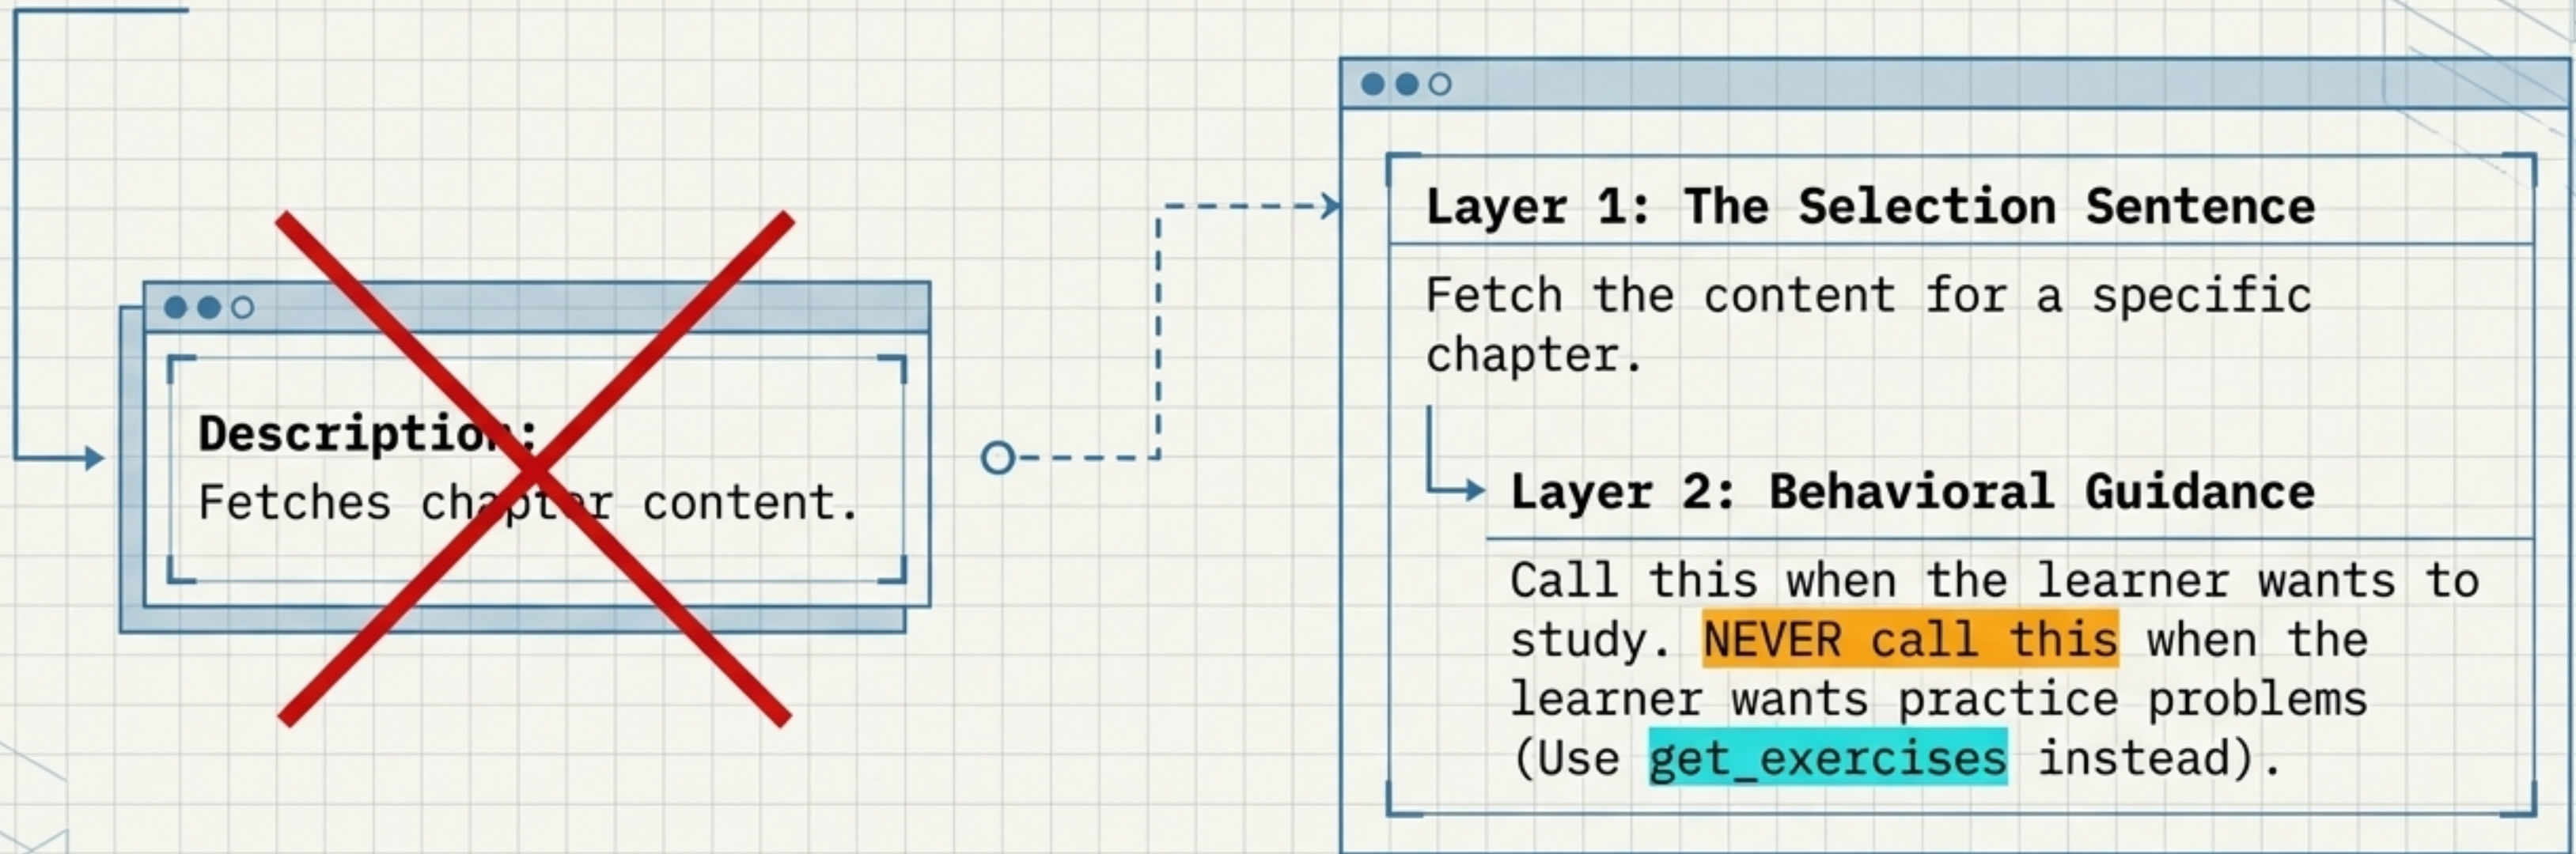 Description:
Fetches chapter content.
Layer 1: The Selection Sentence
Fetch the content for a specific
chapter.
Layer 2: Behavioral Guidance
Call this when the learner wants to
study. NEVER call this when the
learner wants practice problems
(Use get_exercises instead).